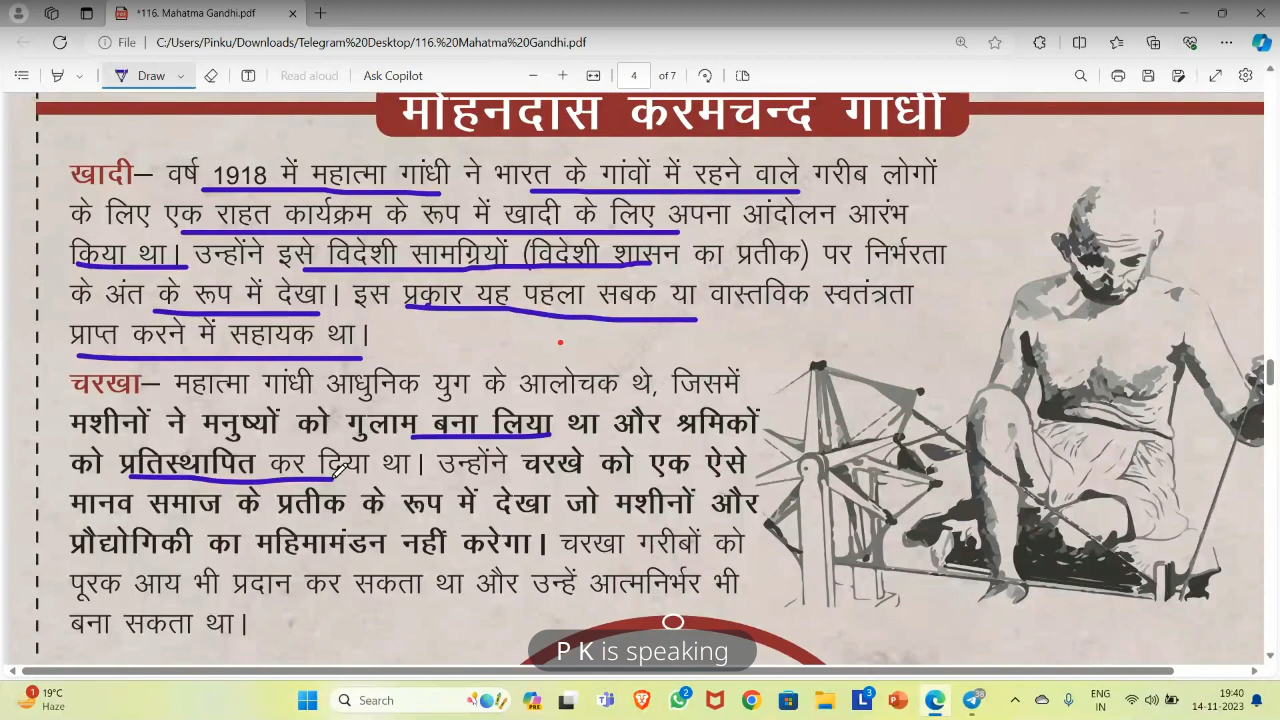 *116. Mahatma Gandhi.pdf
File C:/Users/Pinku/Downloads/Telegram%20Desktop/116.%20Mahatma%20Gandhi.pdf
Draw Read aloud Ask Copilot 4 of 7
मोहनदास करमचन्द गांधी
खादी– वर्ष 1918 में महात्मा गांधी ने भारत के गांवों में रहने वाले गरीब लोगों
के लिए एक राहत कार्यक्रम के रूप में खादी के लिए अपना आंदोलन आरंभ
किया था। उन्होंने इसे विदेशी सामग्रियों (विदेशी शासन का प्रतीक) पर निर्भरता
के अंत के रूप में देखा। इस प्रकार यह पहला सबक या वास्तविक स्वतंत्रता
प्राप्त करने में सहायक था।
चरखा– महात्मा गांधी आधुनिक युग के आलोचक थे, जिसमें
मशीनों ने मनुष्यों को गुलाम बना लिया था और श्रमिकों
को प्रतिस्थापित कर दिया था। उन्होंने चरखे को एक ऐसे
मानव समाज के प्रतीक के रूप में देखा जो मशीनों और
प्रौद्योगिकी का महिमामंडन नहीं करेगा। चरखा गरीबों को
पूरक आय भी प्रदान कर सकता था और उन्हें आत्मनिर्भर भी
बना सकता था।
P K is speaking
1 19°C Search PRE 2 L 3 38 ENG 19:40
Haze IN 14-11-2023